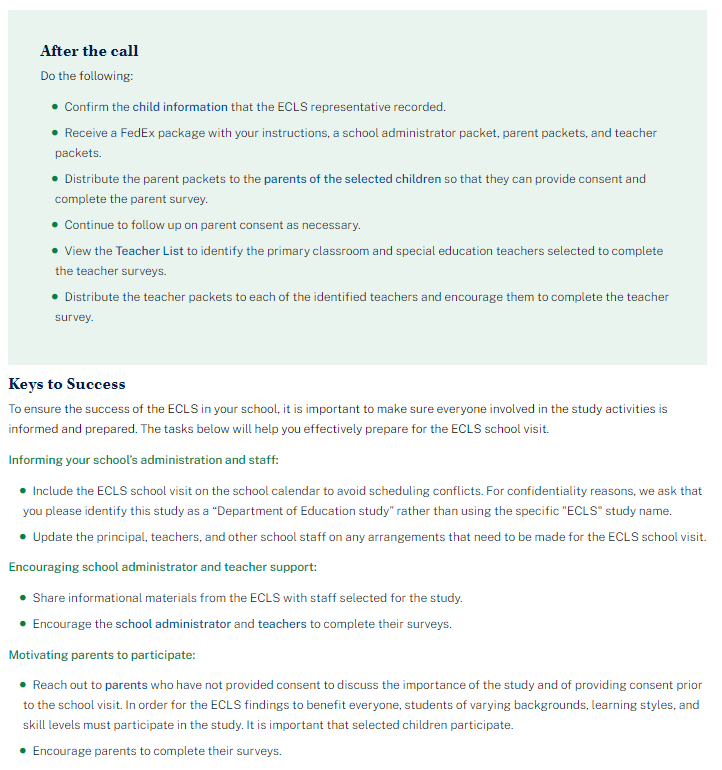 After the call
Do the following:
● Confirm the child information that the ECLS representative recorded.
● Receive a FedEx package with your instructions, a school administrator packet, parent packets, and teacher
packets.
● Distribute the parent packets to the parents of the selected children so that they can provide consent and
complete the parent survey.
● Continue to follow up on parent consent as necessary.
● View the Teacher List to identify the primary classroom and special education teachers selected to complete
the teacher surveys.
● Distribute the teacher packets to each of the identified teachers and encourage them to complete the teacher
survey.
Keys to Success
To ensure the success of the ECLS in your school, it is important to make sure everyone involved in the study activities is
informed and prepared. The tasks below will help you effectively prepare for the ECLS school visit.
Informing your school's administration and staff:
● Include the ECLS school visit on the school calendar to avoid scheduling conflicts. For confidentiality reasons, we ask that
you please identify this study as a “Department of Education study” rather than using the specific "ECLS" study name.
● Update the principal, teachers, and other school staff on any arrangements that need to be made for the ECLS school visit.
Encouraging school administrator and teacher support:
● Share informational materials from the ECLS with staff selected for the study.
● Encourage the school administrator and teachers to complete their surveys.
Motivating parents to participate:
● Reach out to parents who have not provided consent to discuss the importance of the study and of providing consent prior
to the school visit. In order for the ECLS findings to benefit everyone, students of varying backgrounds, learning styles, and
skill levels must participate in the study. It is important that selected children participate.
● Encourage parents to complete their surveys.